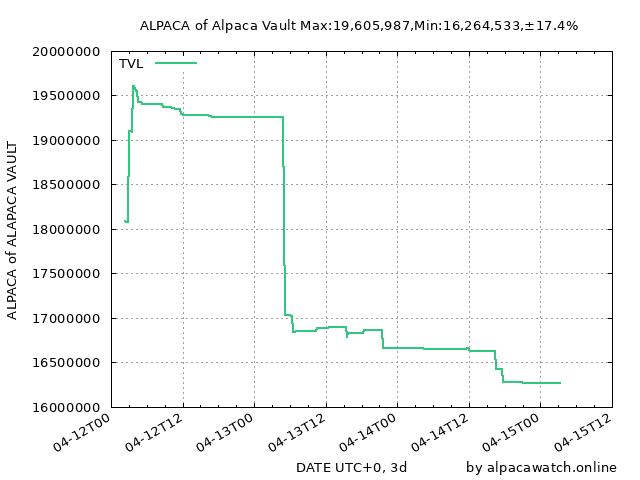 ALPACA of Alpaca Vault Max:19,605,987,Min:16,264,533,±17.4%
TVL
20000000
19500000
19000000
18500000
18000000
17500000
17000000
16500000
16000000
ALPACA of ALAPACA VAULT
04-12T00
04-12T12
04-13T00
04-13T12
04-14T00
04-14T12
04-15T00
04-15T12
DATE UTC+0, 3d
by alpacawatch.online